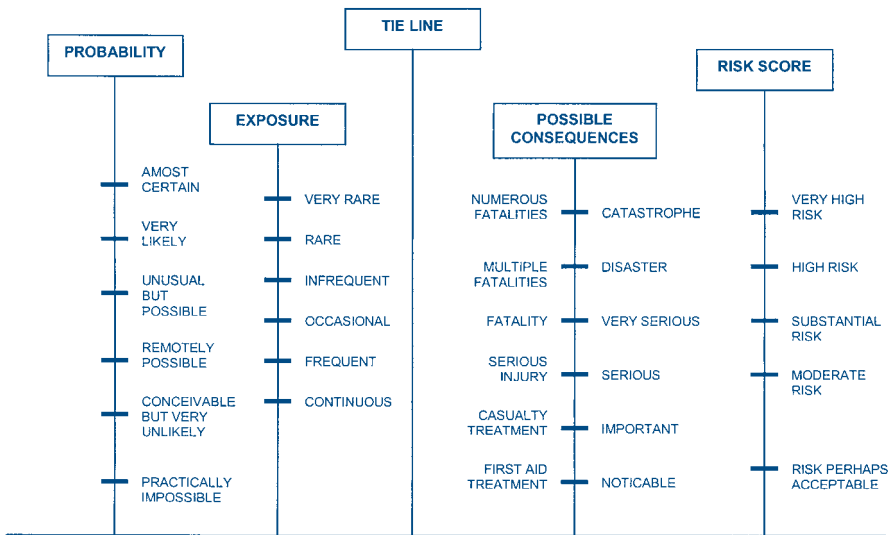 TIE LINE
PROBABILITY
RISK SCORE
EXPOSURE
POSSIBLE
CONSEQUENCES
AMOST
CERTAIN
VERY
LIKELY
UNUSUAL
BUT
POSSIBLE
REMOTELY
POSSIBLE
CONCEIVABLE
BUT VERY
UNLIKELY
PRACTICALLY
IMPOSSIBLE
VERY RARE
RARE
INFREQUENT
OCCASIONAL
FREQUENT
CONTINUOUS
NUMEROUS
FATALITIES
CATASTROPHE
MULTIPLE
FATALITIES
DISASTER
FATALITY
VERY SERIOUS
SERIOUS
INJURY
SERIOUS
CASUALTY
TREATMENT
IMPORTANT
FIRST AID
TREATMENT
NOTICABLE
VERY HIGH
RISK
HIGH RISK
SUBSTANTIAL
RISK
MODERATE
RISK
RISK PERHAPS
ACCEPTABLE